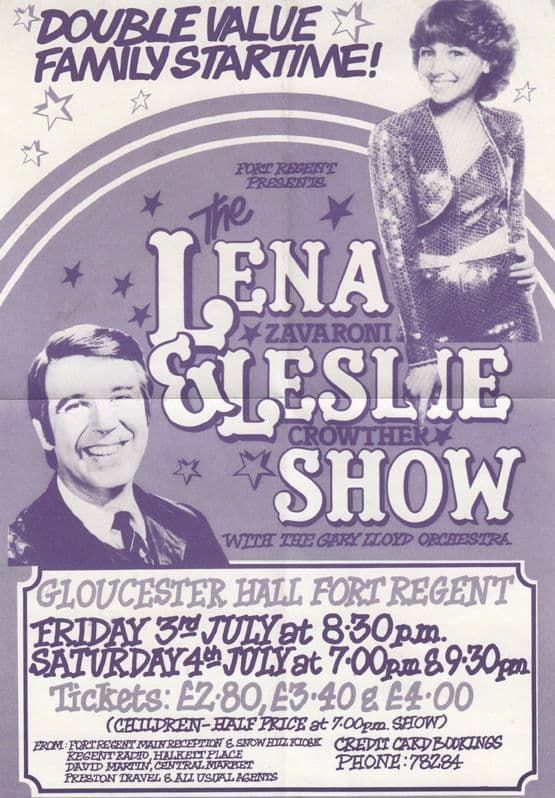 DOUBLE VALUE
FAMILY STARTIME!
FORT REGENT
PRESENTS
The
LENA
ZAVARONI
& LESLIE
CROWTHER
SHOW
WITH THE GARY LLOYD ORCHESTRA
GLOUCESTER HALL FORT REGENT
FRIDAY 3rd JULY at 8·30p.m.
SATURDAY 4th JULY at 7·00pm & 9·30pm
Tickets: £2·80, £3·40 & £4·00
(CHILDREN-HALF PRICE at 7·00p.m. SHOW)
FROM: FORT REGENT MAIN RECEPTION & SNOW HILL KIOSK
REGENT RADIO, HALKETT PLACE
DAVID MARTIN, CENTRAL MARKET
PRESTON TRAVEL & ALL USUAL AGENTS
CREDIT CARD BOOKINGS
PHONE: 78284